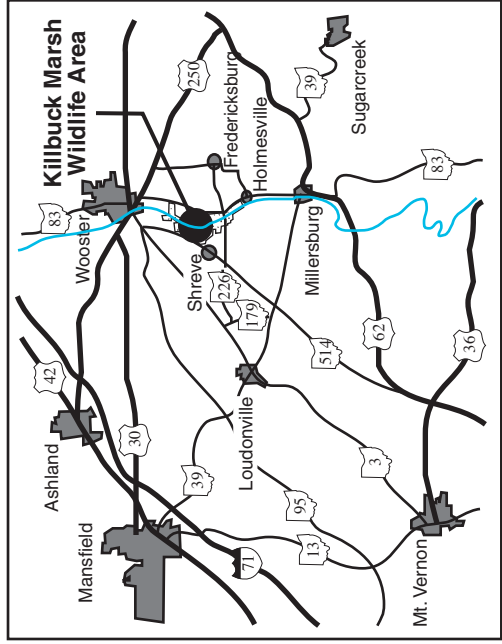 Killbuck Marsh
Wildlife Area
42
83
Ashland
Mansfield
Wooster
30
250
39
Shreve
226
Fredericksburg
71
Loudonville
179
Holmesville
95
13
39
Millersburg
514
Sugarcreek
3
62
Mt. Vernon
83
36